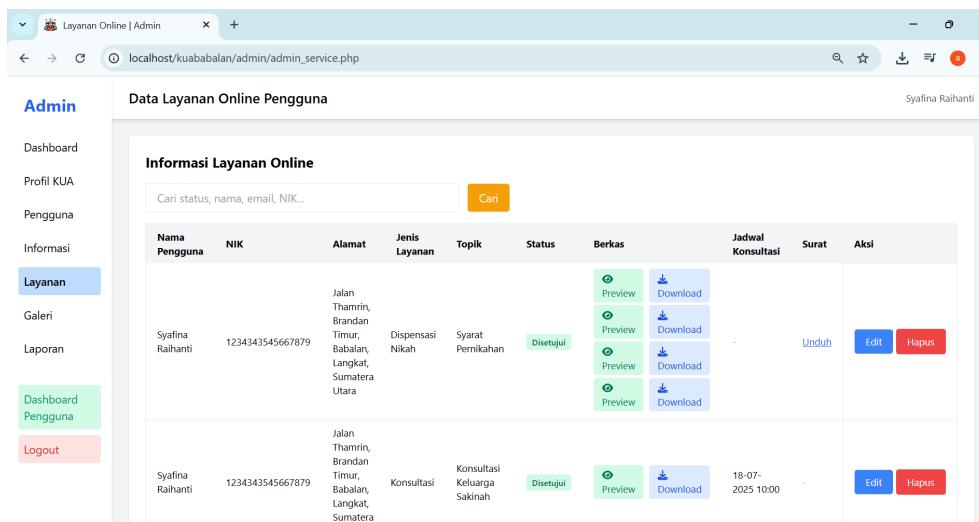 Layanan Online | Admin
localhost/kuababalan/admin/admin_service.php
a
Admin
Dashboard
Profil KUA
Pengguna
Informasi
Layanan
Galeri
Laporan
Dashboard
Pengguna
Logout
Data Layanan Online Pengguna
Syafina Raihanti
Informasi Layanan Online
Cari status, nama, email, NIK...
Cari
Nama
Pengguna
NIK
Alamat
Jenis
Layanan
Topik
Status
Berkas
Jadwal
Konsultasi
Surat
Aksi
Syafina
Raihanti
1234343545667879
Jalan
Thamrin,
Brandan
Timur,
Babalan,
Langkat,
Sumatera
Utara
Dispensasi
Nikah
Syarat
Pernikahan
Disetujui
Preview
Download
Preview
Download
Preview
Download
Preview
Download
-
Unduh
Edit
Hapus
Syafina
Raihanti
1234343545667879
Jalan
Thamrin,
Brandan
Timur,
Babalan,
Langkat,
Sumatera
Konsultasi
Konsultasi
Keluarga
Sakinah
Disetujui
Preview
Download
18-07-
2025 10:00
-
Edit
Hapus